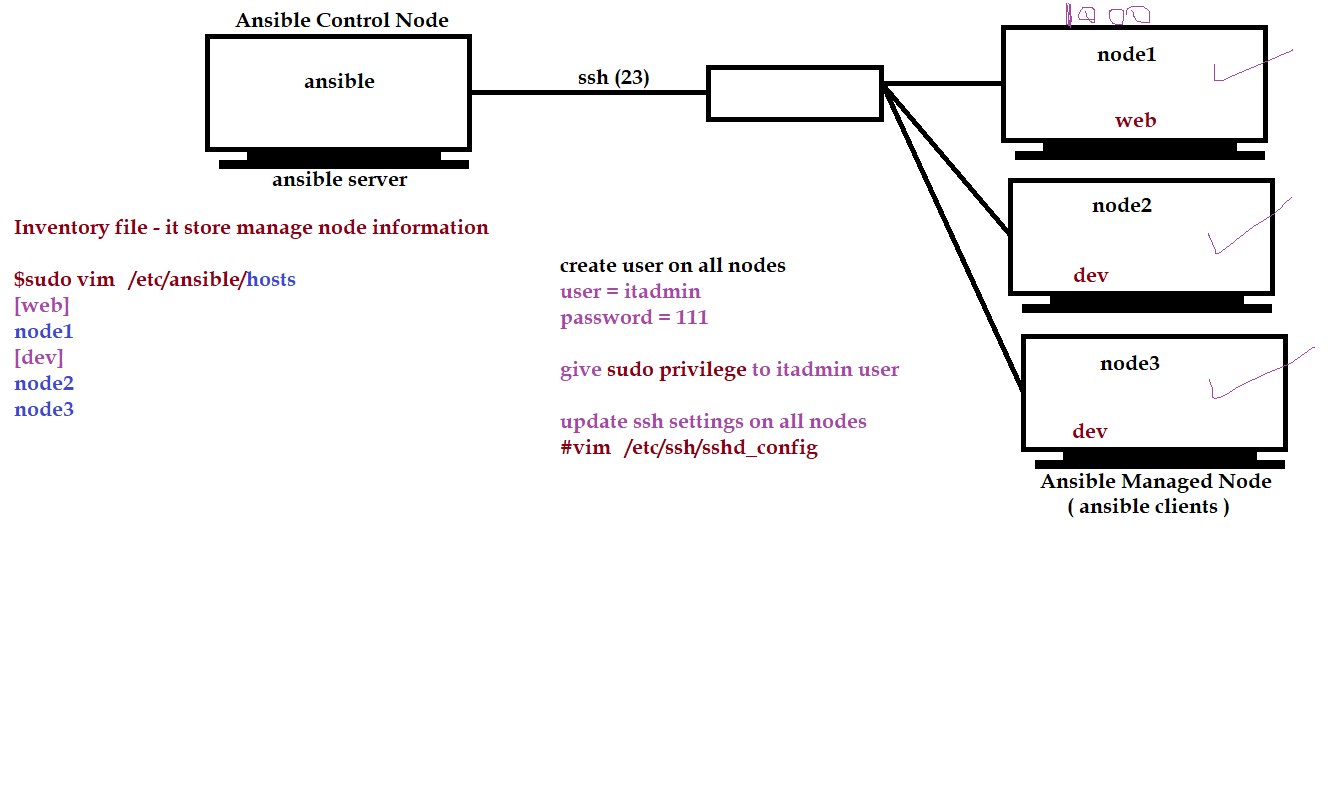 Ansible Control Node
ansible
ansible server
ssh (23)
node1
web
node2
dev
node3
dev
Ansible Managed Node
( ansible clients )
Inventory file - it store manage node information
$sudo vim /etc/ansible/hosts
[web]
node1
[dev]
node2
node3
create user on all nodes
user = itadmin
password = 111
give sudo privilege to itadmin user
update ssh settings on all nodes
#vim /etc/ssh/sshd_config